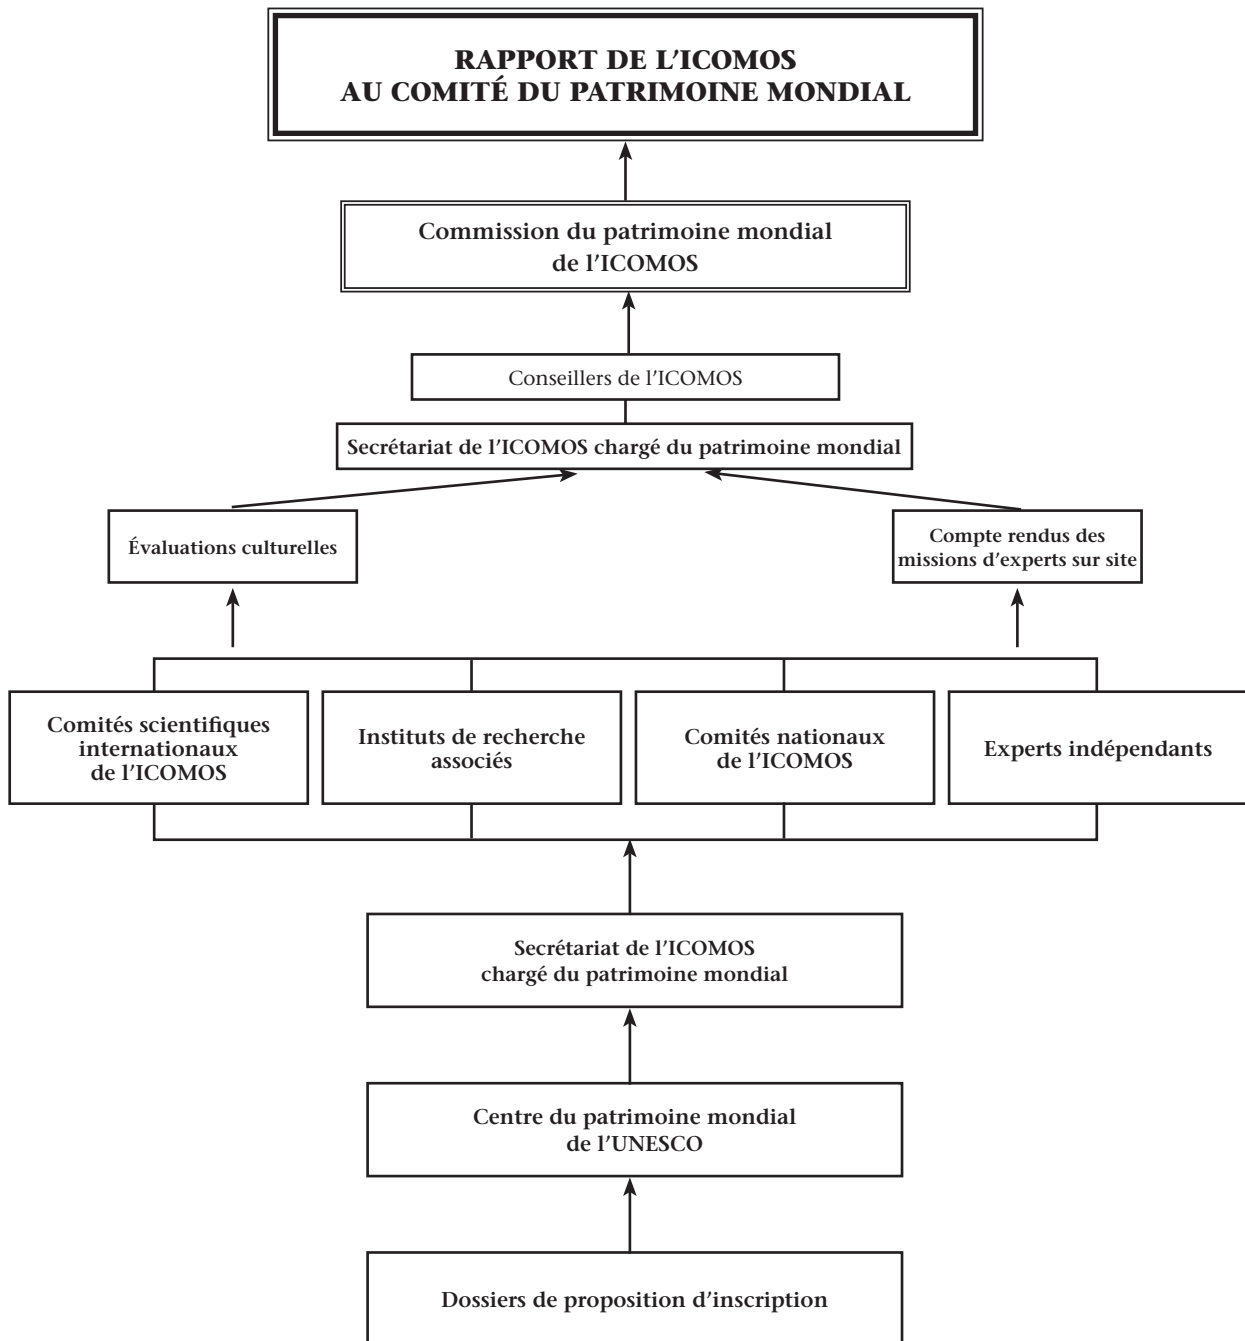 RAPPORT DE L'ICOMOS
AU COMITÉ DU PATRIMOINE MONDIAL
Commission du patrimoine mondial
de l'ICOMOS
Conseillers de l'ICOMOS
Secrétariat de l'ICOMOS chargé du patrimoine mondial
Évaluations culturelles
Compte rendu des
missions d'experts sur site
Comités scientifiques
internationaux
de l'ICOMOS
Instituts de recherche
associés
Comités nationaux
de l'ICOMOS
Experts indépendants
Secrétariat de l'ICOMOS
chargé du patrimoine mondial
Centre du patrimoine mondial
de l'UNESCO
Dossiers de proposition d'inscription